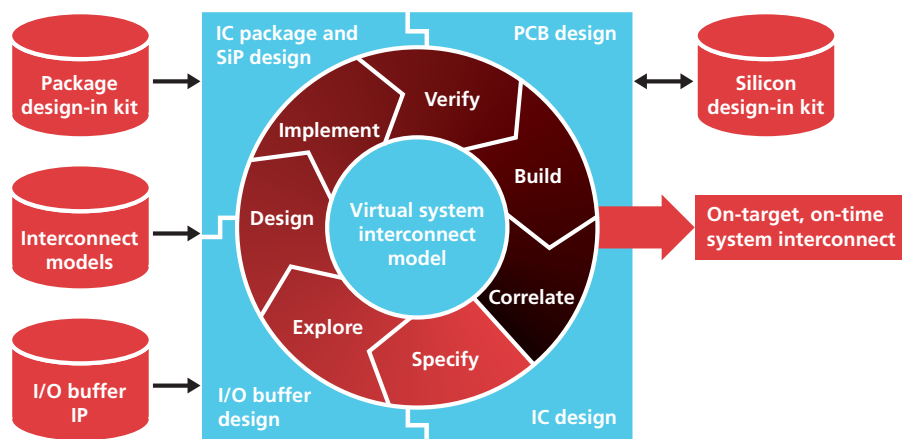 IC package and
SiP design
PCB design
Package
design-in kit
Silicon
design-in kit
Verify
Implement
Build
Design
Virtual system
interconnect
model
On-target, on-time
system interconnect
Interconnect
models
Correlate
Explore
Specify
I/O buffer
IP
I/O buffer
design
IC design